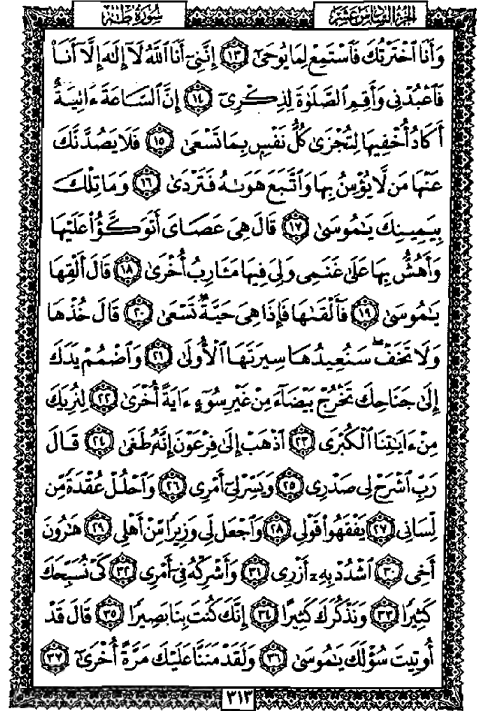 سورة طه الجزء السادس عشر
وَأَنَا ٱخْتَرْتُكَ فَٱسْتَمِعْ لِمَا يُوحَىٰٓ ١٣ إِنَّنِىٓ أَنَا ٱللَّهُ لَآ إِلَٰهَ إِلَّآ أَنَا۠
فَٱعْبُدْنِى وَأَقِمِ ٱلصَّلَوٰةَ لِذِكْرِىٓ ١٤ إِنَّ ٱلسَّاعَةَ ءَاتِيَةٌ
أَكَادُ أُخْفِيهَا لِتُجْزَىٰ كُلُّ نَفْسٍۭ بِمَا تَسْعَىٰ ١٥ فَلَا يَصُدَّنَّكَ
عَنْهَا مَن لَّا يُؤْمِنُ بِهَا وَٱتَّبَعَ هَوَىٰهُ فَتَرْدَىٰ ١٦ وَمَا تِلْكَ
بِيَمِينِكَ يَٰمُوسَىٰ ١٧ قَالَ هِىَ عَصَاىَ أَتَوَكَّؤُا۟ عَلَيْهَا
وَأَهُشُّ بِهَا عَلَىٰ غَنَمِى وَلِىَ فِيهَا مَـَٔارِبُ أُخْرَىٰ ١٨ قَالَ أَلْقِهَا
يَٰمُوسَىٰ ١٩ فَأَلْقَىٰهَا فَإِذَا هِىَ حَيَّةٌ تَسْعَىٰ ٢٠ قَالَ خُذْهَا
وَلَا تَخَفْ ۖ سَنُعِيدُهَا سِيرَتَهَا ٱلْأُولَىٰ ٢١ وَٱضْمُمْ يَدَكَ
إِلَىٰ جَنَاحِكَ تَخْرُجْ بَيْضَآءَ مِنْ غَيْرِ سُوٓءٍ ءَايَةً أُخْرَىٰ ٢٢ لِنُرِيَكَ
مِنْ ءَايَٰتِنَا ٱلْكُبْرَى ٢٣ ٱذْهَبْ إِلَىٰ فِرْعَوْنَ إِنَّهُۥ طَغَىٰ ٢٤ قَالَ
رَبِّ ٱشْرَحْ لِى صَدْرِى ٢٥ وَيَسِّرْ لِىٓ أَمْرِى ٢٦ وَٱحْلُلْ عُقْدَةً مِّن
لِّسَانِى ٢٧ يَفْقَهُوا۟ قَوْلِى ٢٨ وَٱجْعَل لِّى وَزِيرًا مِّنْ أَهْلِى ٢٩ هَٰرُونَ
أَخِى ٣٠ ٱشْدُدْ بِهِۦٓ أَزْرِى ٣١ وَأَشْرِكْهُ فِىٓ أَمْرِى ٣٢ كَىْ نُسَبِّحَكَ
كَثِيرًا ٣٣ وَنَذْكُرَكَ كَثِيرًا ٣٤ إِنَّكَ كُنتَ بِنَا بَصِيرًا ٣٥ قَالَ قَدْ
أُوتِيتَ سُؤْلَكَ يَٰمُوسَىٰ ٣٦ وَلَقَدْ مَنَنَّا عَلَيْكَ مَرَّةً أُخْرَىٰٓ ٣٧
٣١٣